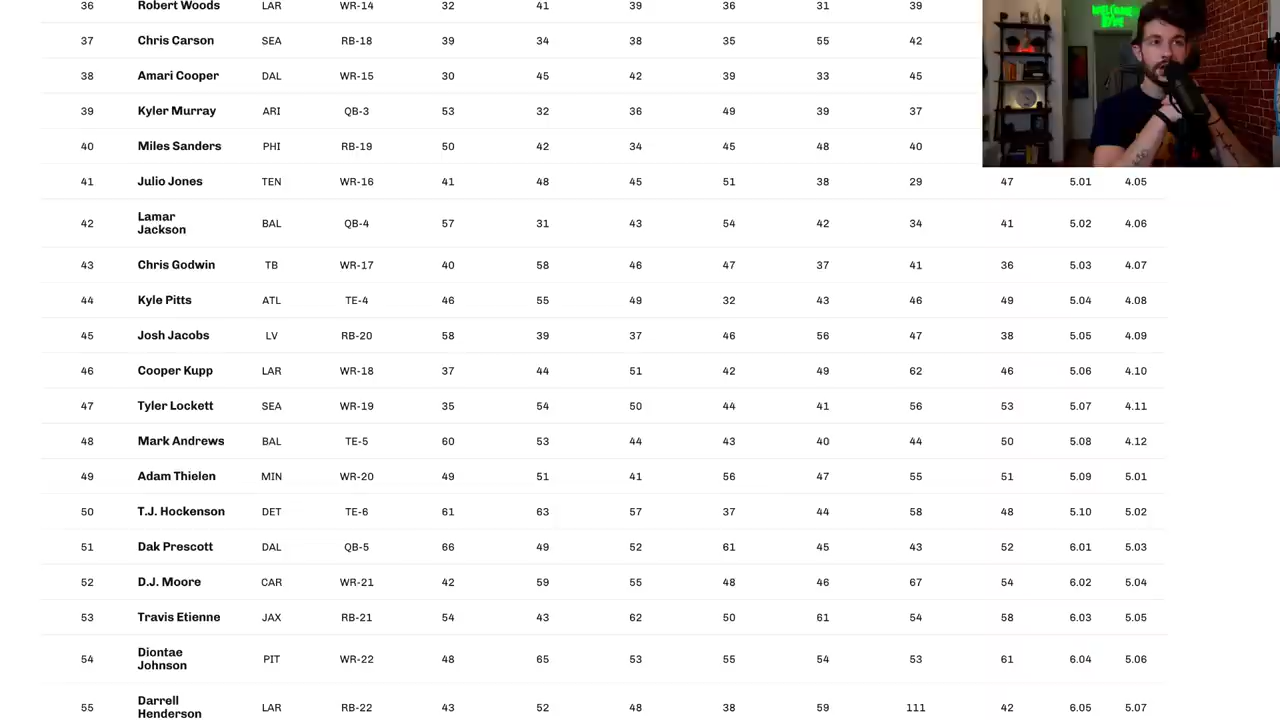 36 Robert Woods LAR WR-14 32 41 39 36 31 39
37 Chris Carson SEA RB-18 39 34 38 35 55 42
38 Amari Cooper DAL WR-15 30 45 42 39 33 45
39 Kyler Murray ARI QB-3 53 32 36 49 39 37
40 Miles Sanders PHI RB-19 50 42 34 45 48 40
41 Julio Jones TEN WR-16 41 48 45 51 38 29 47 5.01 4.05
42 Lamar Jackson BAL QB-4 57 31 43 54 42 34 41 5.02 4.06
43 Chris Godwin TB WR-17 40 58 46 47 37 41 36 5.03 4.07
44 Kyle Pitts ATL TE-4 46 55 49 32 43 46 49 5.04 4.08
45 Josh Jacobs LV RB-20 58 39 37 46 56 47 38 5.05 4.09
46 Cooper Kupp LAR WR-18 37 44 51 42 49 62 46 5.06 4.10
47 Tyler Lockett SEA WR-19 35 54 50 44 41 56 53 5.07 4.11
48 Mark Andrews BAL TE-5 60 53 44 43 40 44 50 5.08 4.12
49 Adam Thielen MIN WR-20 49 51 41 56 47 55 51 5.09 5.01
50 T.J. Hockenson DET TE-6 61 63 57 37 44 58 48 5.10 5.02
51 Dak Prescott DAL QB-5 66 49 52 61 45 43 52 6.01 5.03
52 D.J. Moore CAR WR-21 42 59 55 48 46 67 54 6.02 5.04
53 Travis Etienne JAX RB-21 54 43 62 50 61 54 58 6.03 5.05
54 Diontae Johnson PIT WR-22 48 65 53 55 54 53 61 6.04 5.06
55 Darrell Henderson LAR RB-22 43 52 48 38 59 111 42 6.05 5.07